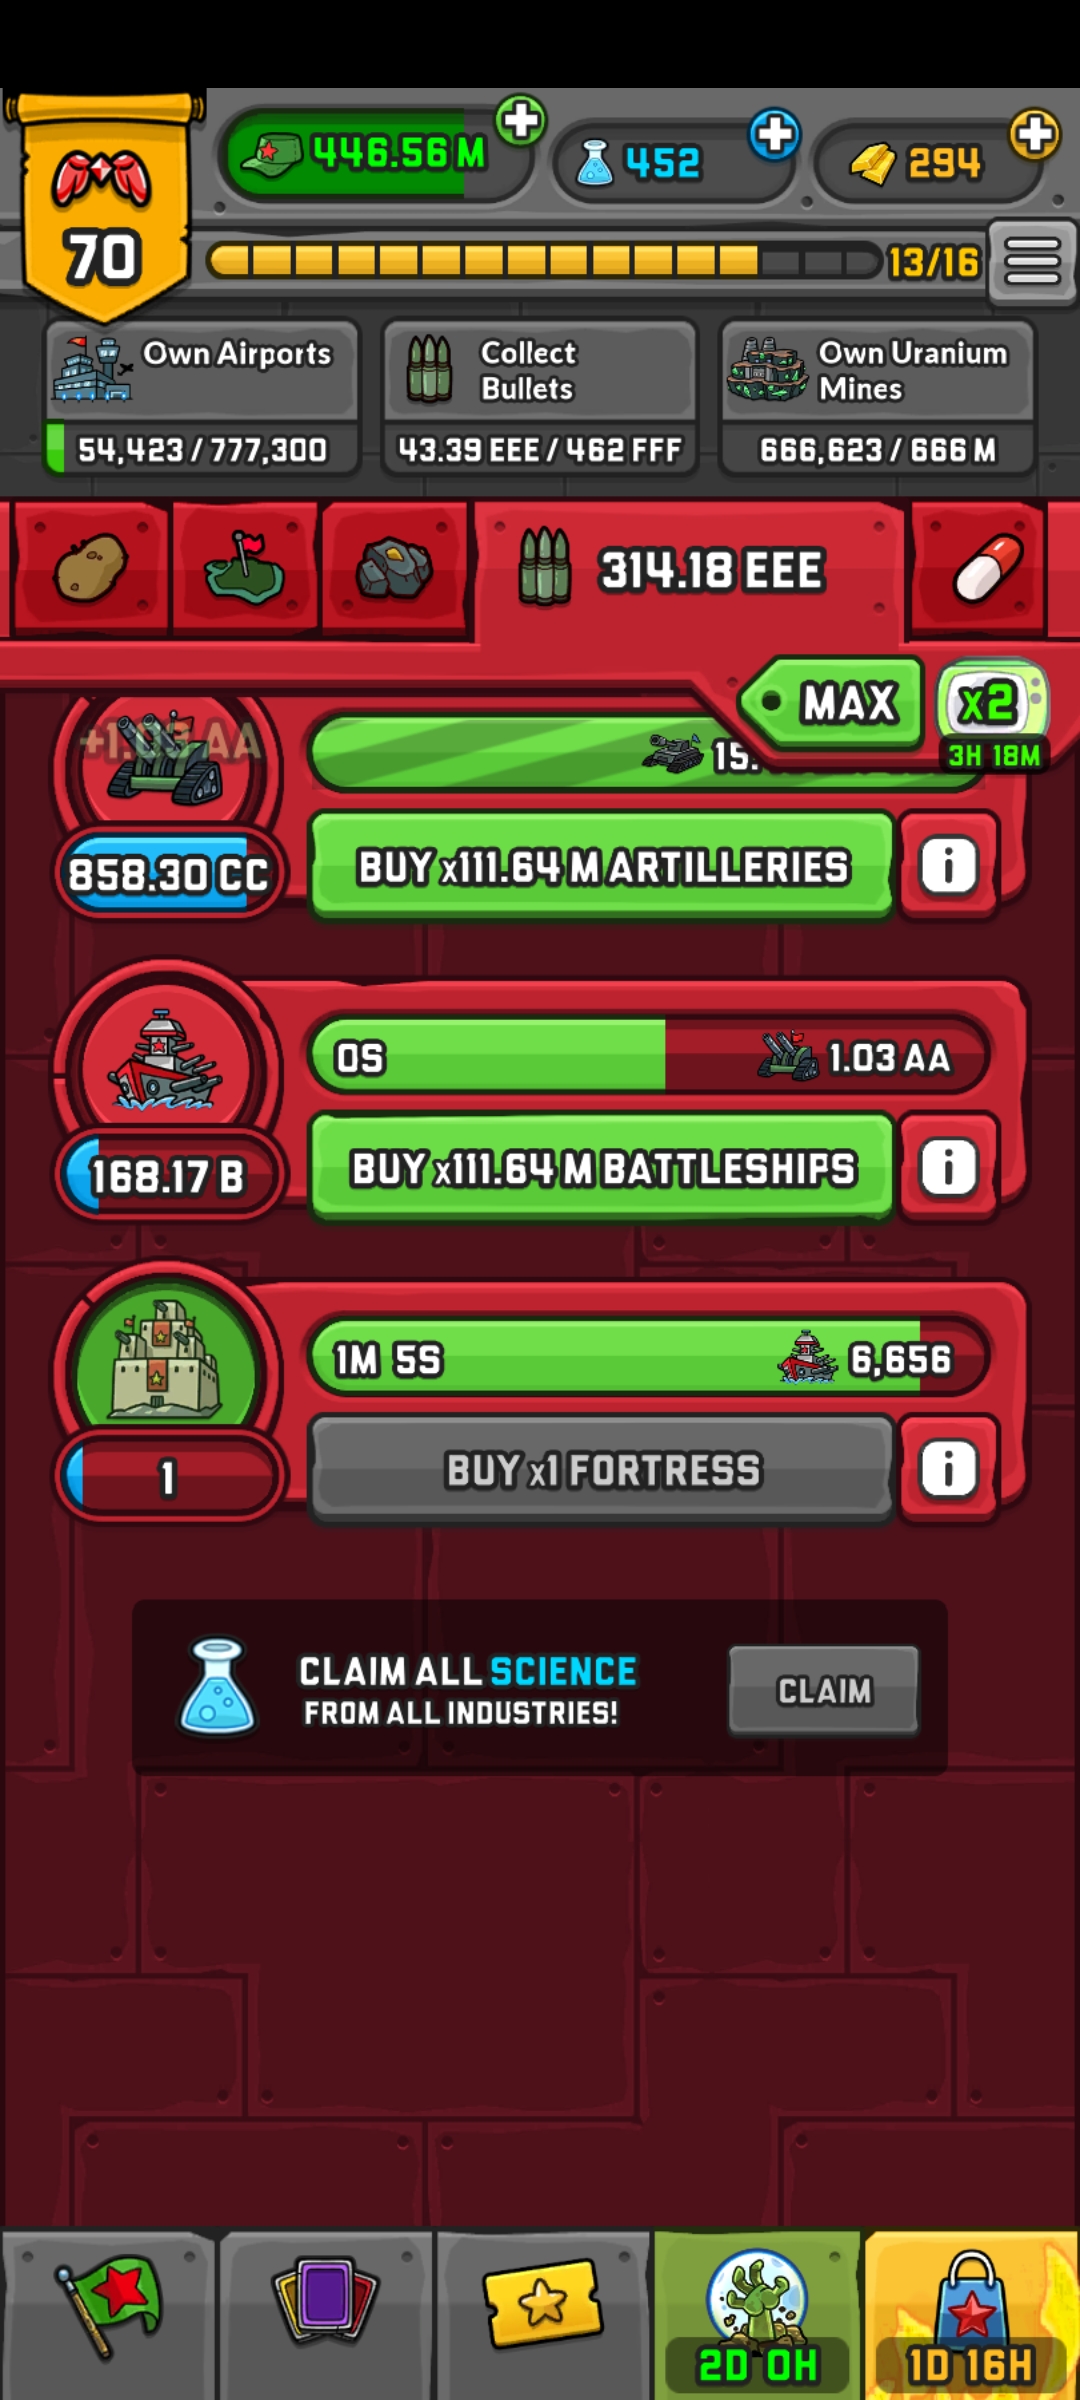 446.56 M
452
294
70
13/16
Own Airports
54,423 / 777,300
Collect
Bullets
43.39 EEE / 462 FFF
Own Uranium
Mines
666,623 / 666 M
314.18 EEE
MAX
x2
3H 18M
+1.03 AA
15.
858.30 CC
BUY x111.64 M ARTILLERIES
i
0S
1.03 AA
168.17 B
BUY x111.64 M BATTLESHIPS
i
1M 5S
6,656
1
BUY x1 FORTRESS
i
CLAIM ALL SCIENCE
FROM ALL INDUSTRIES!
CLAIM
2D 0H
1D 16H